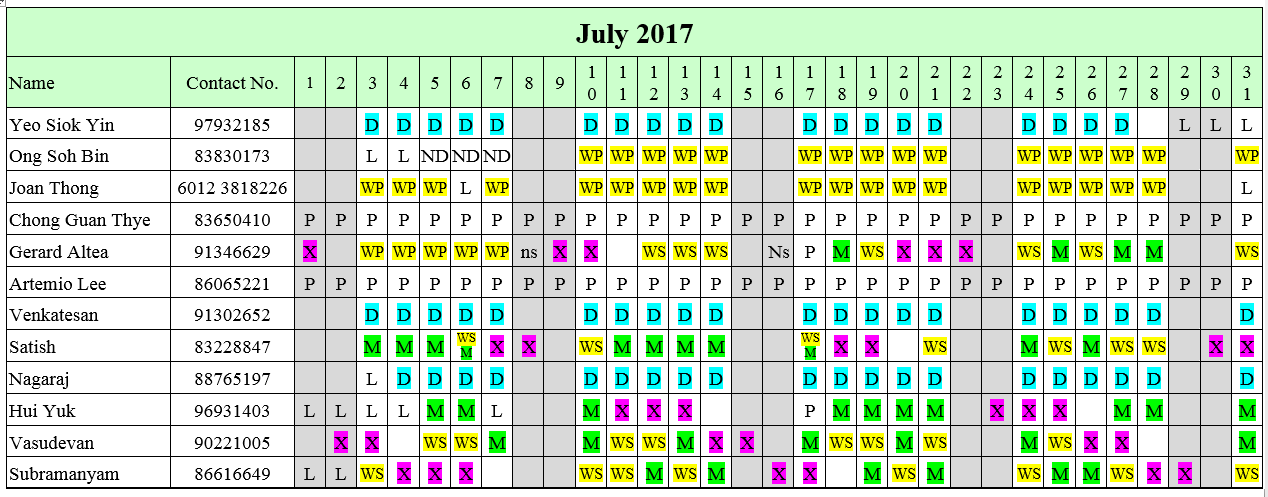 July 2017
Name Contact No. 1 2 3 4 5 6 7 8 9 10 11 12 13 14 15 16 17 18 19 20 21 22 23 24 25 26 27 28 29 30 31
Yeo Siok Yin 97932185 D D D D D D D D D D D D D D D D D D D L L L
Ong Soh Bin 83830173 L L ND ND ND WP WP WP WP WP WP WP WP WP WP WP WP WP WP WP WP
Joan Thong 6012 3818226 WP WP WP L WP WP WP WP WP WP WP WP WP WP WP WP WP WP WP WP L
Chong Guan Thye 83650410 P P P P P P P P P P P P P P P P P P P P P P P P P P P P P P P
Gerard Altea 91346629 X WP WP WP WP WP ns X X WS WS WS Ns P M WS X X X WS M WS M M WS
Artemio Lee 86065221 P P P P P P P P P P P P P P P P P P P P P P P P P P P P P P P
Venkatesan 91302652 D D D D D D D D D D D D D D D D D D D D D
Satish 83228847 M M M WS M X X WS M M M M WS M X X WS M WS M WS WS X X
Nagaraj 88765197 L D D D D D D D D D D D D D D D D D D D D
Hui Yuk 96931403 L L L L M M L M X X X P M M M M X X X M M M
Vasudevan 90221005 X X WS WS M M WS WS M X X M WS WS M WS M WS X X M
Subramanyam 86616649 L L WS X X X WS WS M WS M X X M WS M WS M M WS X X WS